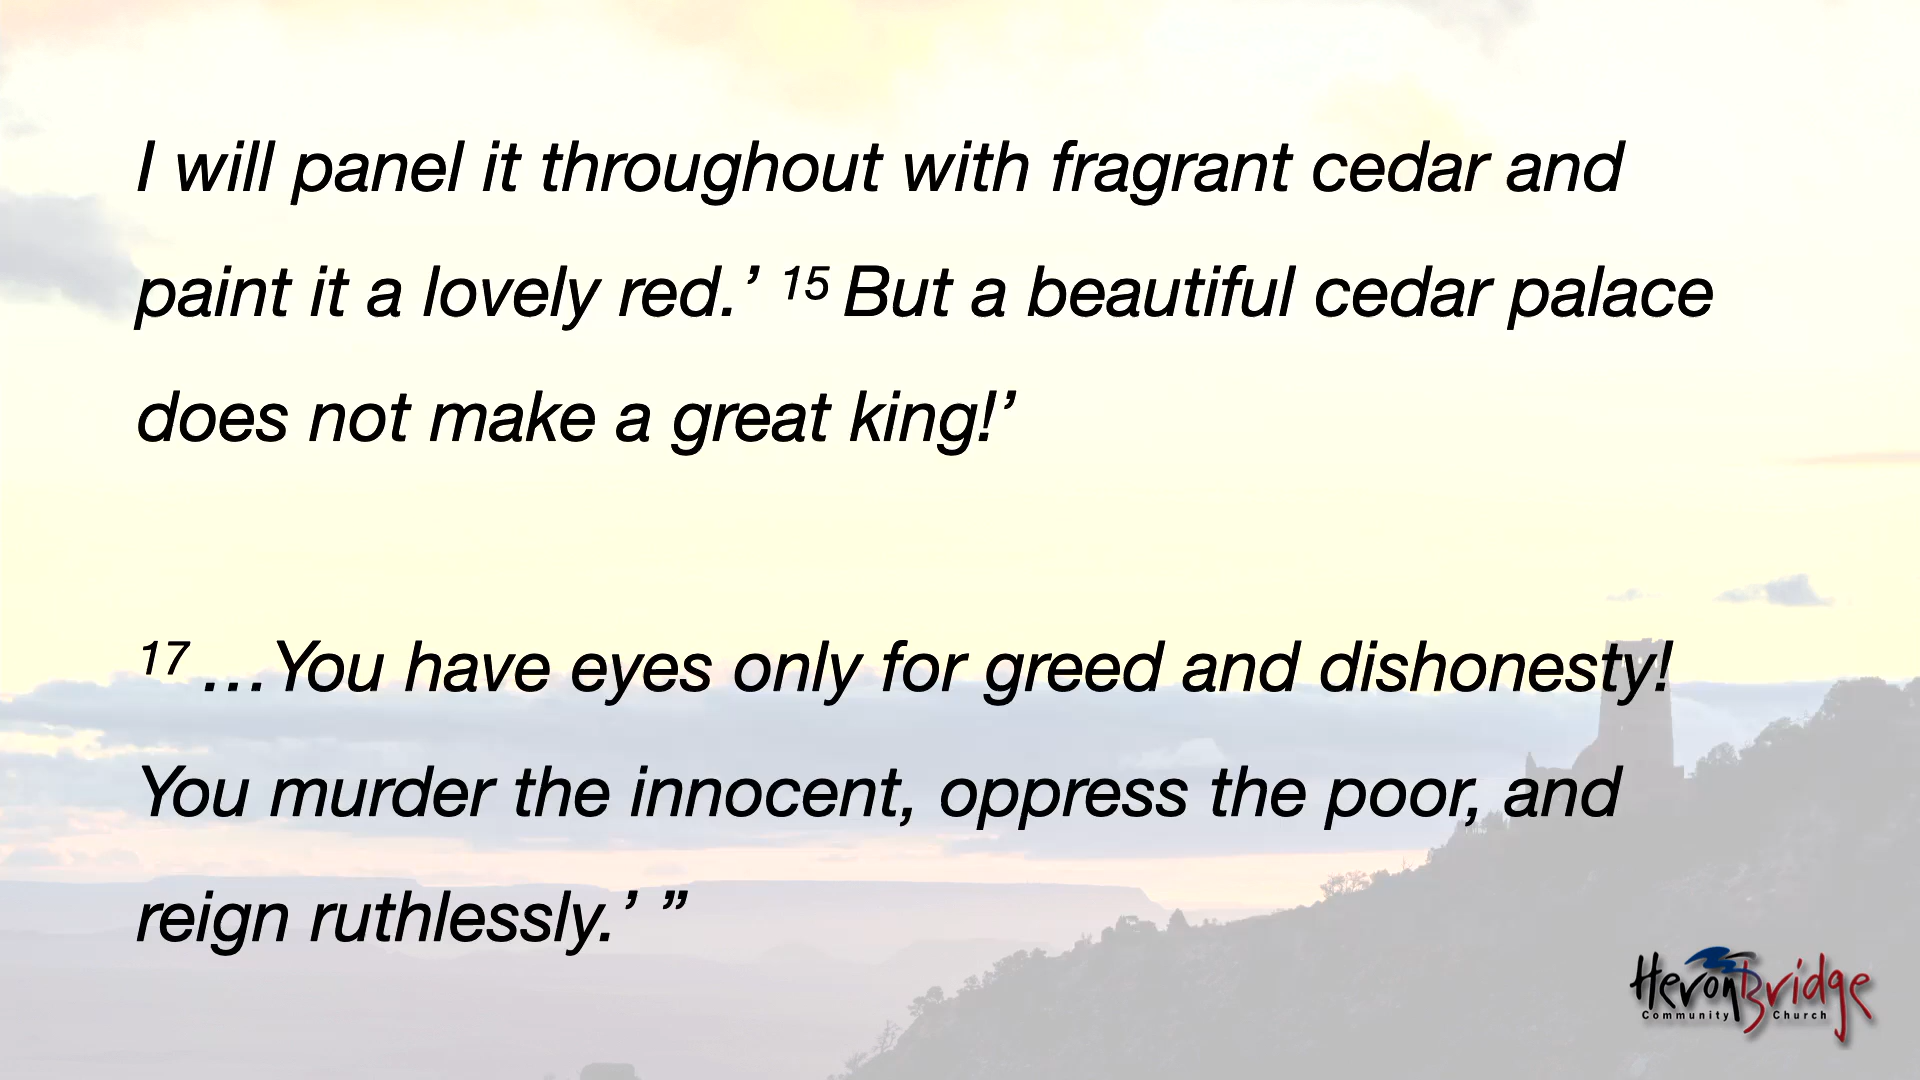 I will panel it throughout with fragrant cedar and
paint it a lovely red.’ 15 But a beautiful cedar palace
does not make a great king!’
17 …You have eyes only for greed and dishonesty!
You murder the innocent, oppress the poor, and
reign ruthlessly.’ ”
HeronBridge
Community Church